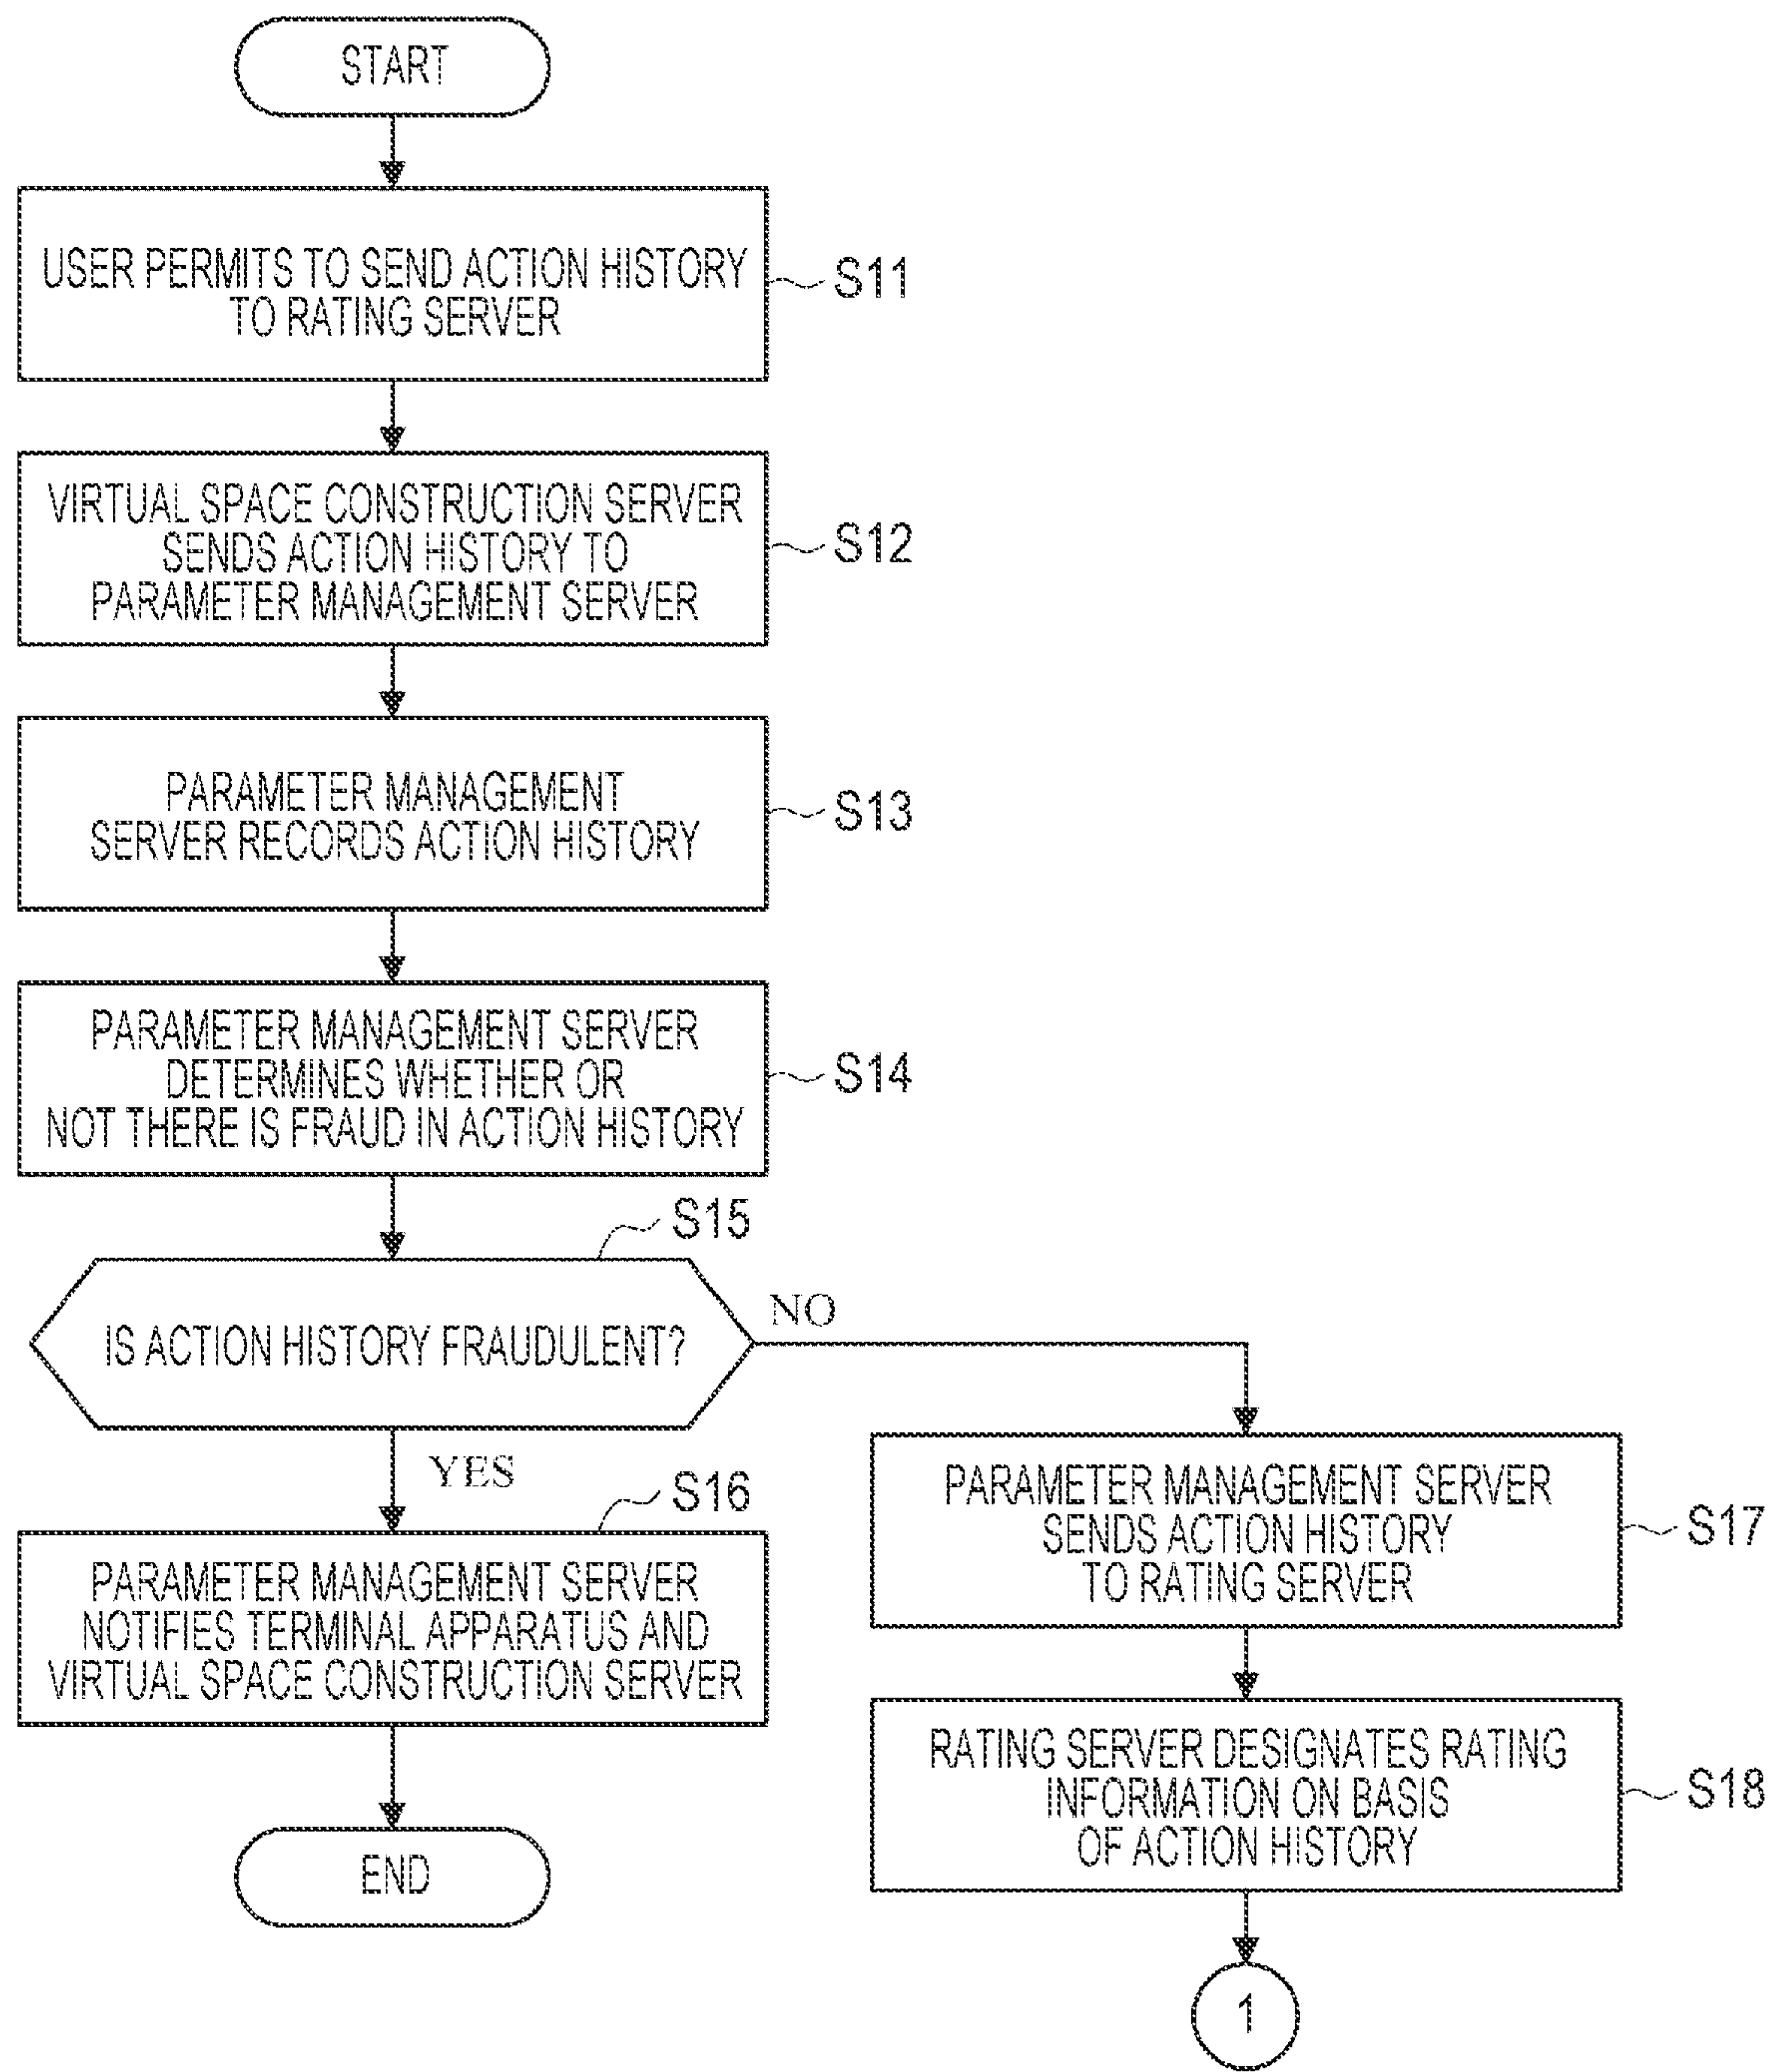 START
USER PERMITS TO SEND ACTION HISTORY
TO RATING SERVER
S11
VIRTUAL SPACE CONSTRUCTION SERVER
SENDS ACTION HISTORY TO
PARAMETER MANAGEMENT SERVER
S12
PARAMETER MANAGEMENT
SERVER RECORDS ACTION HISTORY
S13
PARAMETER MANAGEMENT SERVER
DETERMINES WHETHER OR
NOT THERE IS FRAUD IN ACTION HISTORY
S14
S15
IS ACTION HISTORY FRAUDULENT?
NO
YES
S16
PARAMETER MANAGEMENT SERVER
NOTIFIES TERMINAL APPARATUS AND
VIRTUAL SPACE CONSTRUCTION SERVER
END
PARAMETER MANAGEMENT SERVER
SENDS ACTION HISTORY
TO RATING SERVER
S17
RATING SERVER DESIGNATES RATING
INFORMATION ON BASIS
OF ACTION HISTORY
S18
1